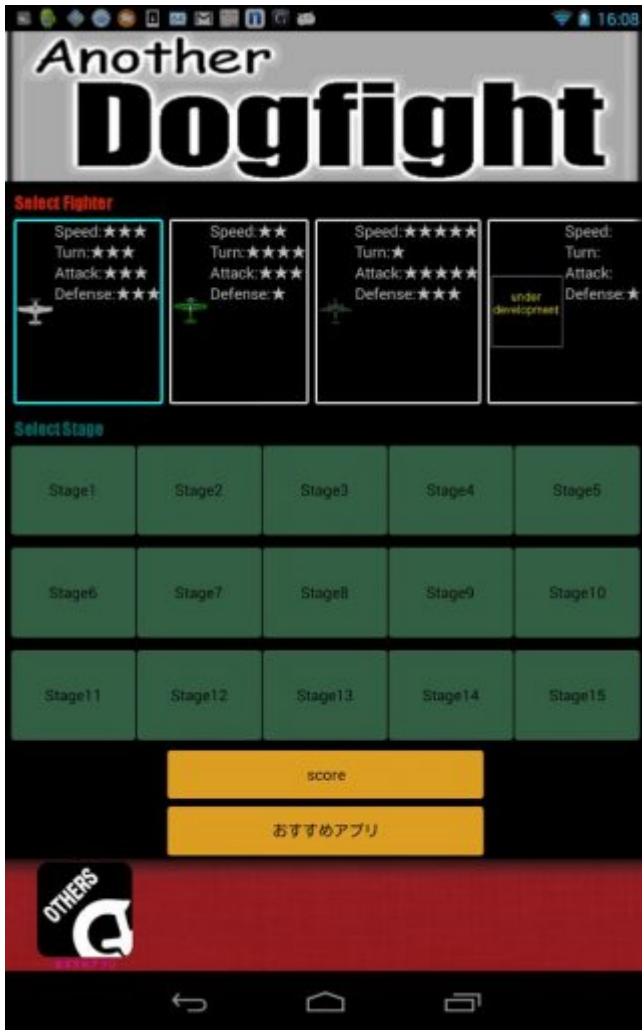 16:08
Another
Dogfight
Select Fighter
Speed:★★★
Turn:★★★
Attack:★★★
Defense:★★★
Speed:★★
Turn:★★★★
Attack:★★★
Defense:★
Speed:★★★★★
Turn:★
Attack:★★★★★
Defense:★★★
Speed:
Turn:
Attack:
Defense:★
under
development
Select Stage
Stage1
Stage2
Stage3
Stage4
Stage5
Stage6
Stage7
Stage8
Stage9
Stage10
Stage11
Stage12
Stage13
Stage14
Stage15
score
おすすめアプリ
OTHERS